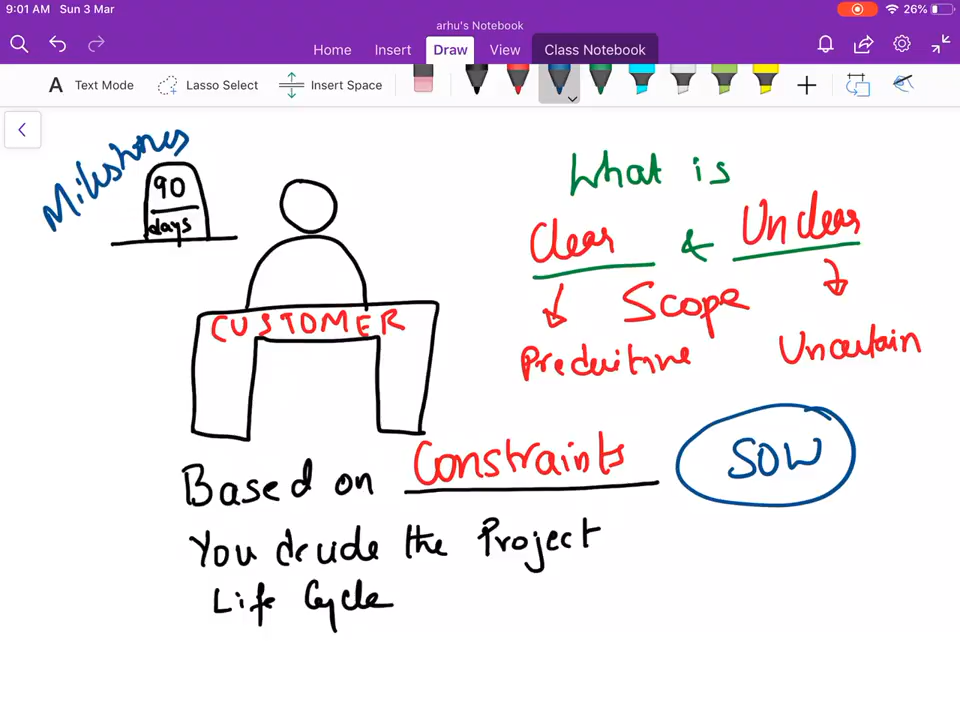 9:01 AM Sun 3 Mar
26%
arhu's Notebook
Home Insert Draw View Class Notebook
A Text Mode Lasso Select Insert Space
Milestones
90
days
CUSTOMER
What is
Clear & Unclear
Scope
Uncertain
Based on Constraints
SOW
You decide the Project
Life Cycle